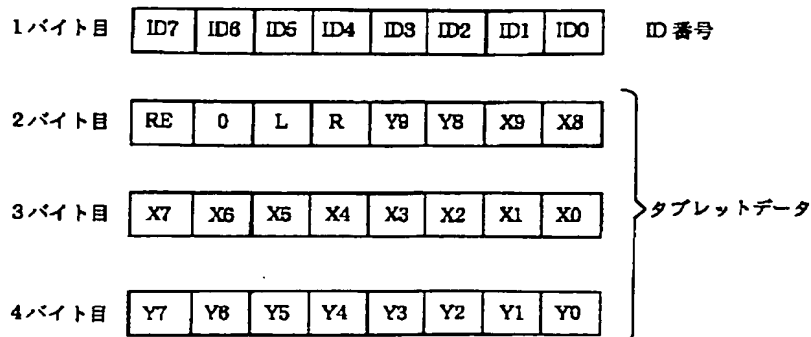 1バイト目 ID7 ID6 ID5 ID4 ID3 ID2 ID1 ID0 ID番号
2バイト目 RE 0 L R Y9 Y8 X9 X8
3バイト目 X7 X6 X5 X4 X3 X2 X1 X0
タブレットデータ
4バイト目 Y7 Y6 Y5 Y4 Y3 Y2 Y1 Y0